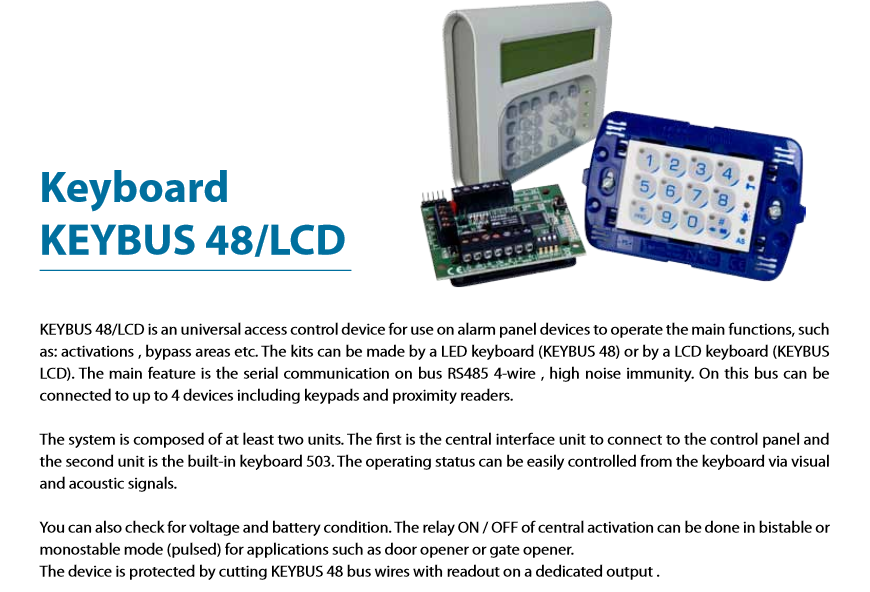 Keyboard
KEYBUS 48/LCD
1 2 3 4
5 6 7 8
9 0 #
AS
KEYBUS 48/LCD is an universal access control device for use on alarm panel devices to operate the main functions, such
as: activations , bypass areas etc. The kits can be made by a LED keyboard (KEYBUS 48) or by a LCD keyboard (KEYBUS
LCD). The main feature is the serial communication on bus RS485 4-wire , high noise immunity. On this bus can be
connected to up to 4 devices including keypads and proximity readers.
The system is composed of at least two units. The first is the central interface unit to connect to the control panel and
the second unit is the built-in keyboard 503. The operating status can be easily controlled from the keyboard via visual
and acoustic signals.
You can also check for voltage and battery condition. The relay ON / OFF of central activation can be done in bistable or
monostable mode (pulsed) for applications such as door opener or gate opener.
The device is protected by cutting KEYBUS 48 bus wires with readout on a dedicated output .